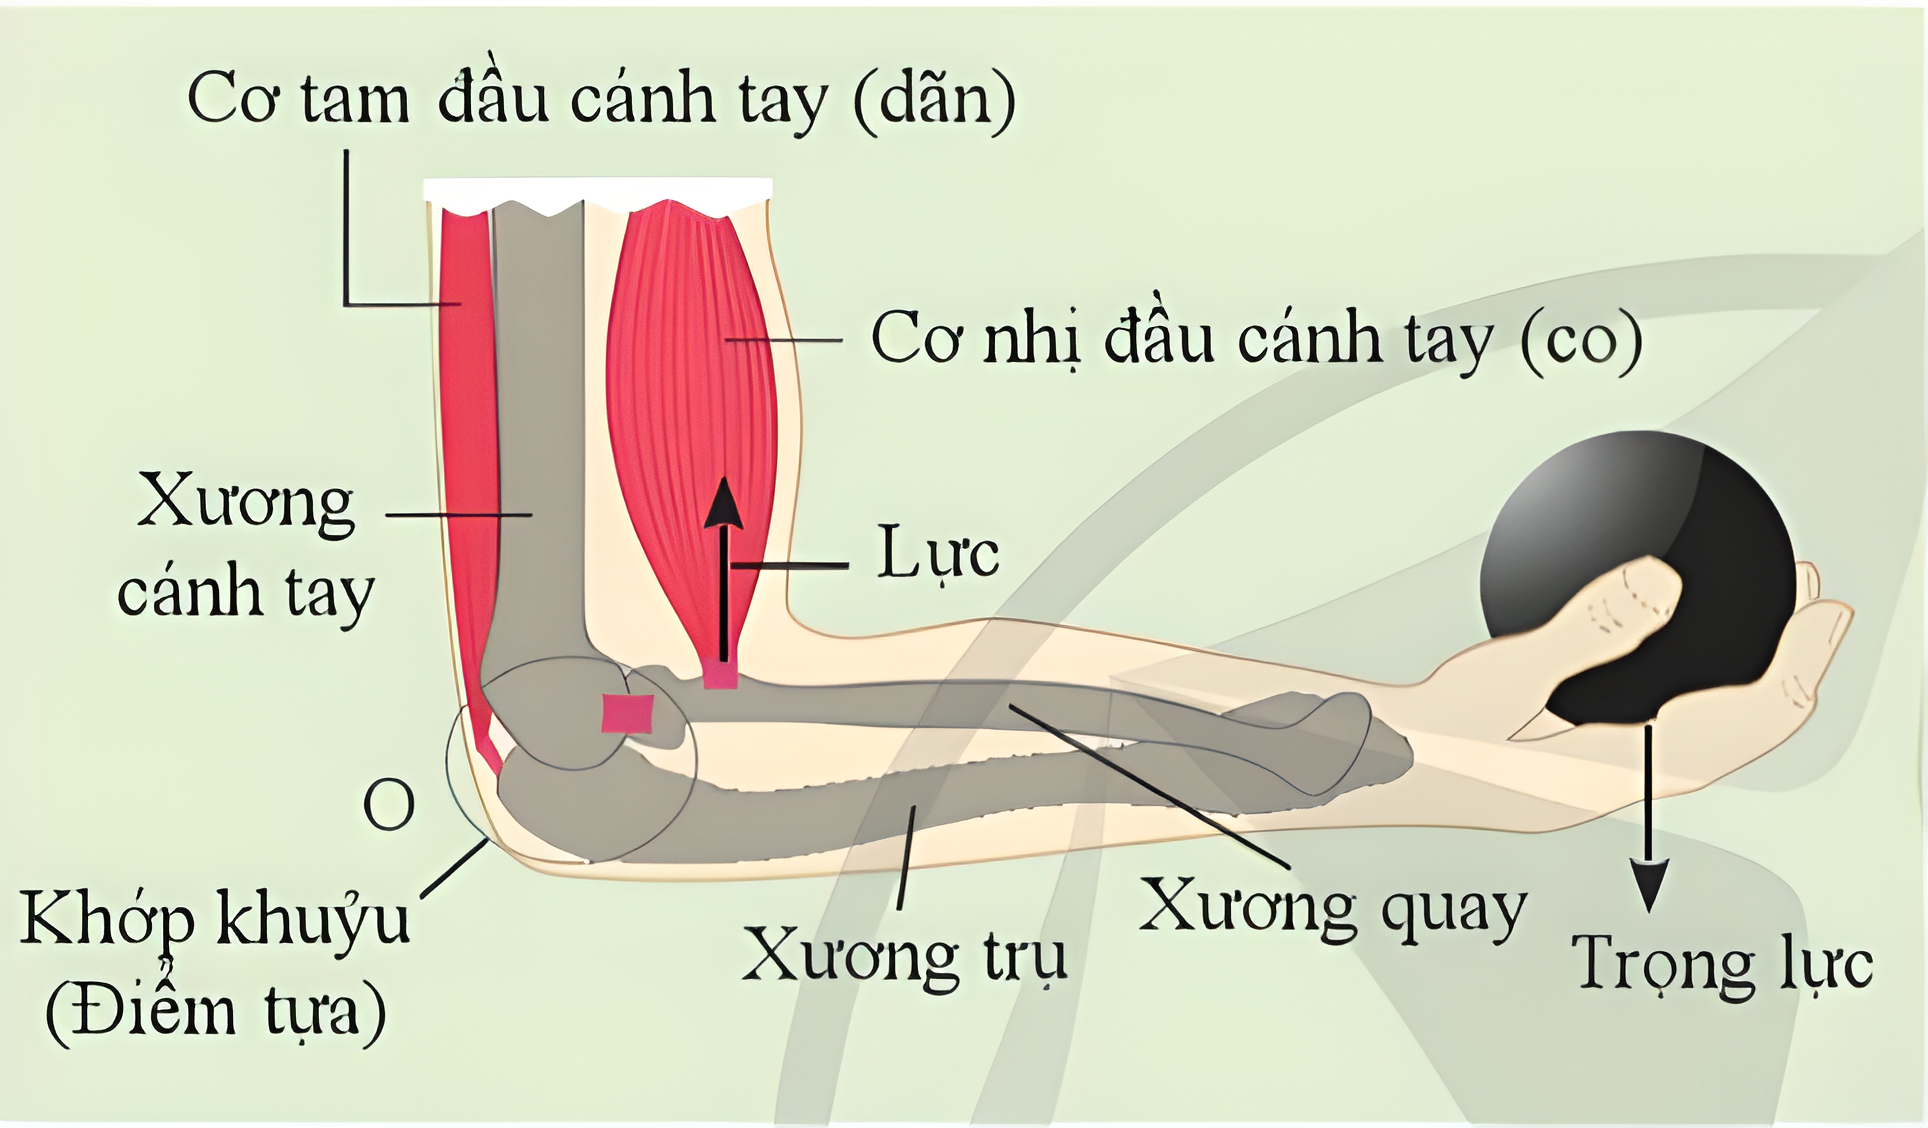 Cơ tam đầu cánh tay (dãn)
Cơ nhị đầu cánh tay (co)
Xương
cánh tay
Lực
O
Khớp khuỷu
(Điểm tựa)
Xương trụ
Xương quay
Trọng lực